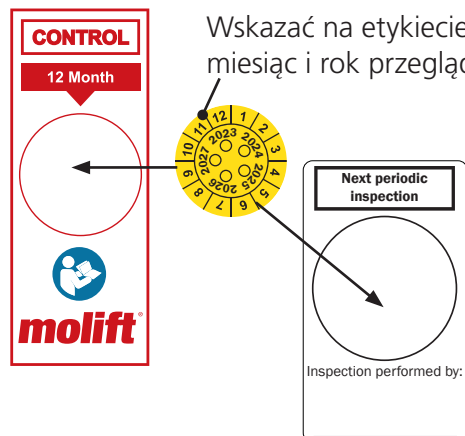 CONTROL
12 Month
Wskazać na etykiecie
miesiąc i rok
1 2 3 4 5 6 7 8 9 10 11 12
2023 2024 2025 2026 2027
molift
Next periodic
inspection
Inspection performed by: